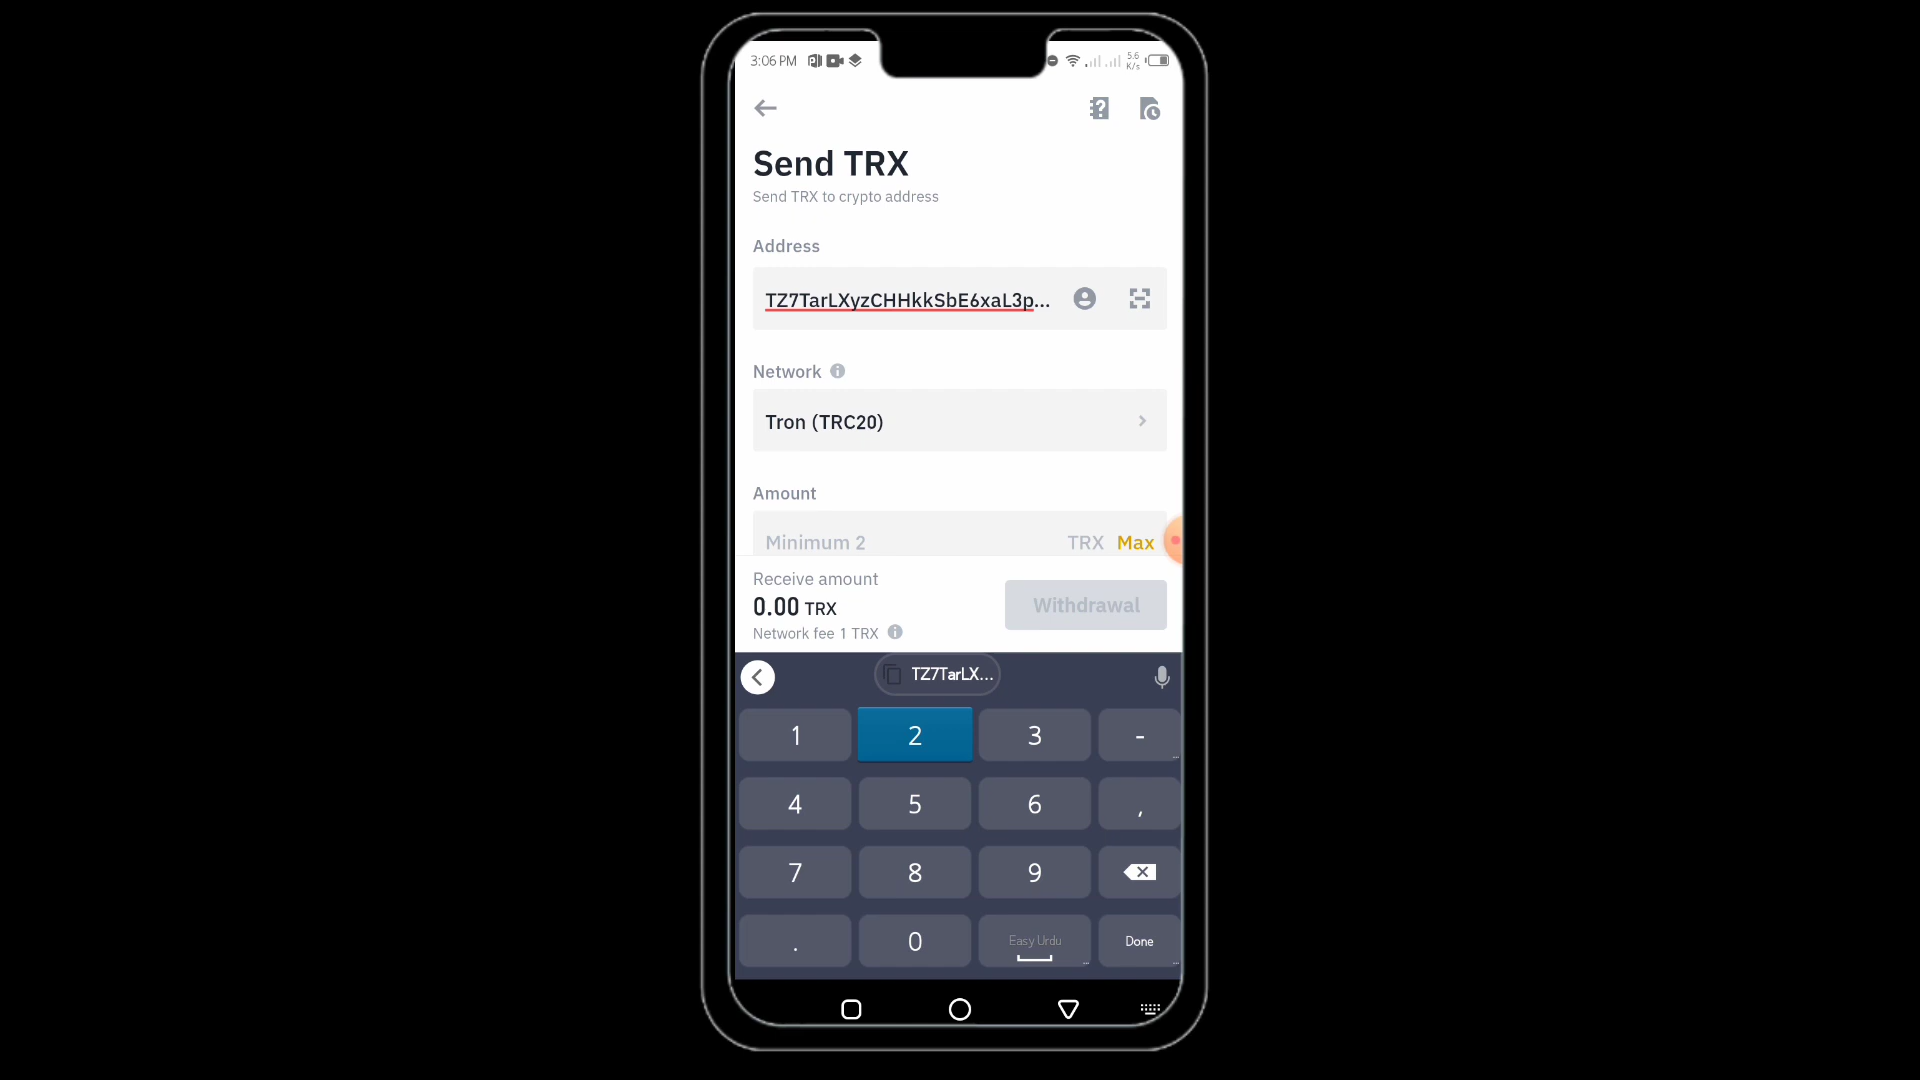 3:06 PM
5.6
K/s
Send TRX
Send TRX to crypto address
Address
TZ7TarLXyzCHHkkSbE6xaL3p...
Network
Tron (TRC20)
Amount
Minimum 2 TRX Max
Receive amount
0.00 TRX
Withdrawal
Network fee 1 TRX
TZ7TarLX...
1 2 3 -
4 5 6 ,
7 8 9
. 0 Easy Urdu Done